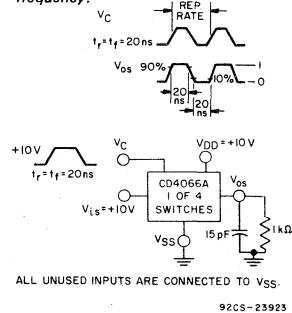 frequency.
REP
RATE
VC
tr=tf=20ns
Vos 90%
1
10%
0
20
ns
20
ns
+10V
tr=tf=20ns
VC
VDD=+10V
Vis=+10V
CD4066A
1 OF 4
SWITCHES
Vos
VSS
15pF
1kΩ
ALL UNUSED INPUTS ARE CONNECTED TO VSS.
92CS-23923